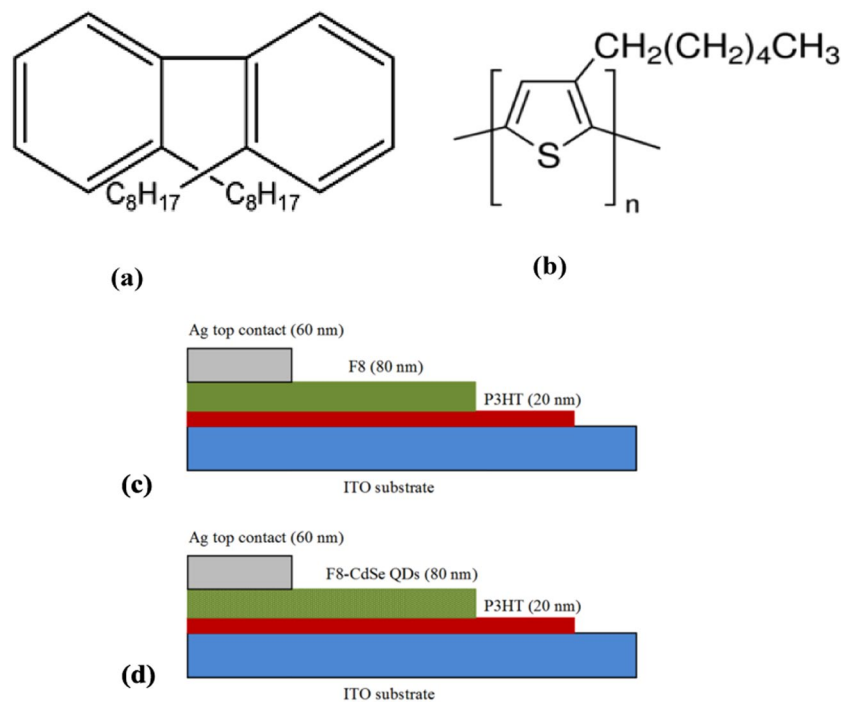 CH₂(CH₂)₄CH₃
S
n
C₈H₁₇ C₈H₁₇
(a)
(b)
Ag top contact (60 nm)
F8 (80 nm)
P3HT (20 nm)
(c)
ITO substrate
Ag top contact (60 nm)
F8-CdSe QDs (80 nm)
P3HT (20 nm)
(d)
ITO substrate